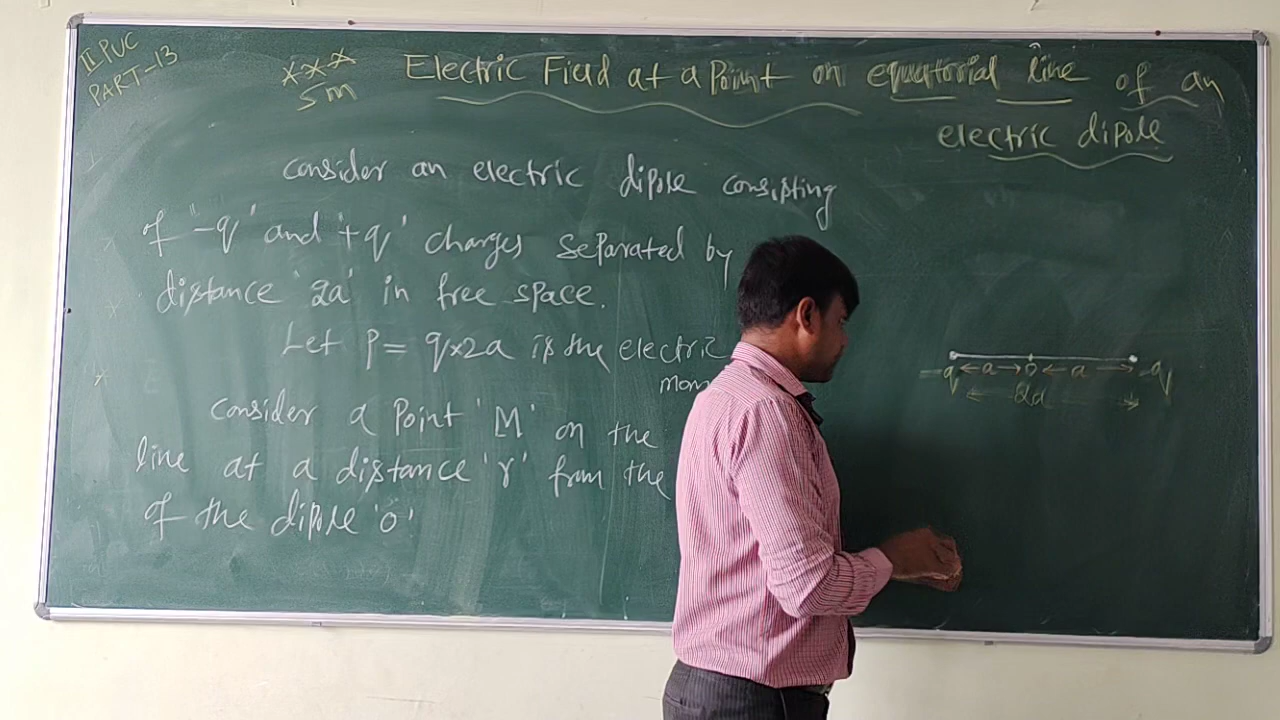 II PUC
PART-13
***
5m
Electric Field at a Point on equatorial line of an
electric dipole
consider an electric dipole consisting
of '-q' and '+q' charges separated by
distance '2a' in free space.
Let P = q×2a is the electric
mom
consider a Point 'M' on the
line at a distance 'r' from the
of the dipole 'o'
-q ←a→ O ←a→ -q
←2a→